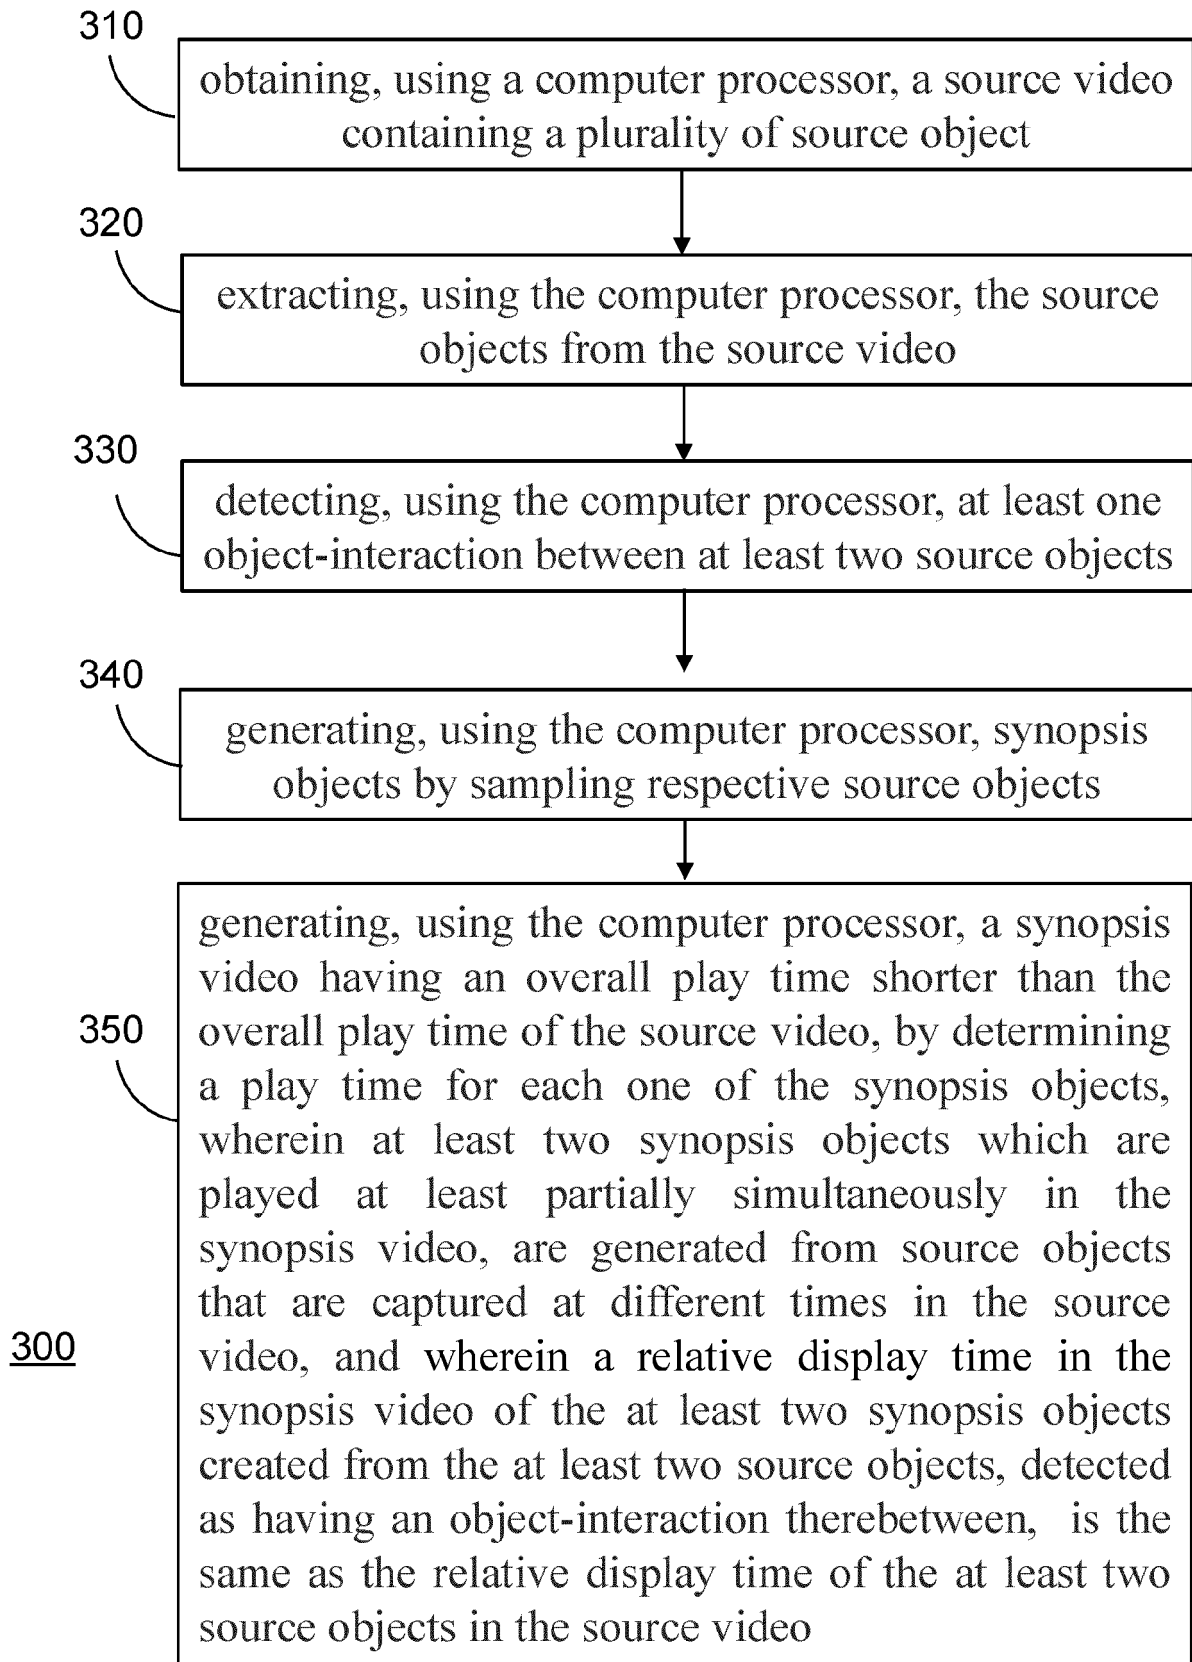 310
obtaining, using a computer processor, a source video
containing a plurality of source object
320
extracting, using the computer processor, the source
objects from the source video
330
detecting, using the computer processor, at least one
object-interaction between at least two source objects
340
generating, using the computer processor, synopsis
objects by sampling respective source objects
350
generating, using the computer processor, a synopsis
video having an overall play time shorter than the
overall play time of the source video, by determining
a play time for each one of the synopsis objects,
wherein at least two synopsis objects which are
played at least partially simultaneously in the
synopsis video, are generated from source objects
that are captured at different times in the source
video, and wherein a relative display time in the
synopsis video of the at least two synopsis objects
created from the at least two source objects, detected
as having an object-interaction therebetween, is the
same as the relative display time of the at least two
source objects in the source video
300